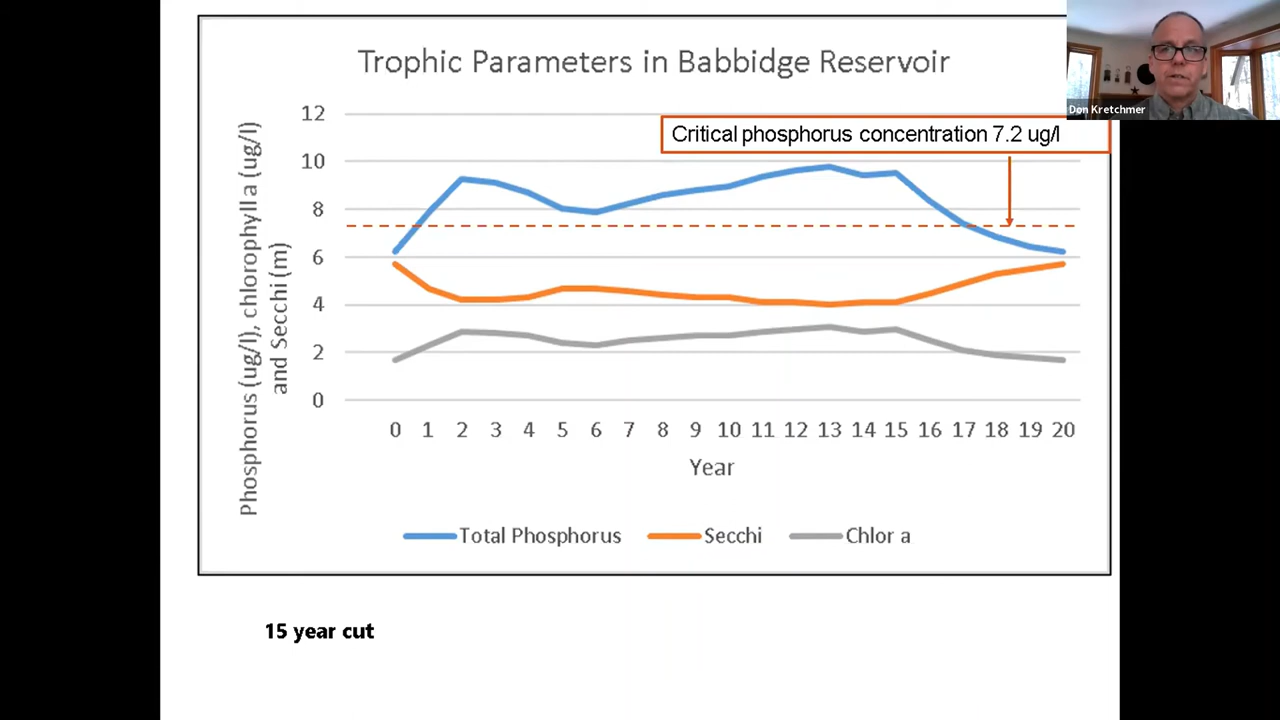 Trophic Parameters in Babbidge Reservoir
Don Kretchmer
Critical phosphorus concentration 7.2 ug/l
Phosphorus (ug/l), chlorophyll a (ug/l)
and Secchi (m)
12
10
8
6
4
2
0
0 1 2 3 4 5 6 7 8 9 10 11 12 13 14 15 16 17 18 19 20
Year
Total Phosphorus Secchi Chlor a
15 year cut